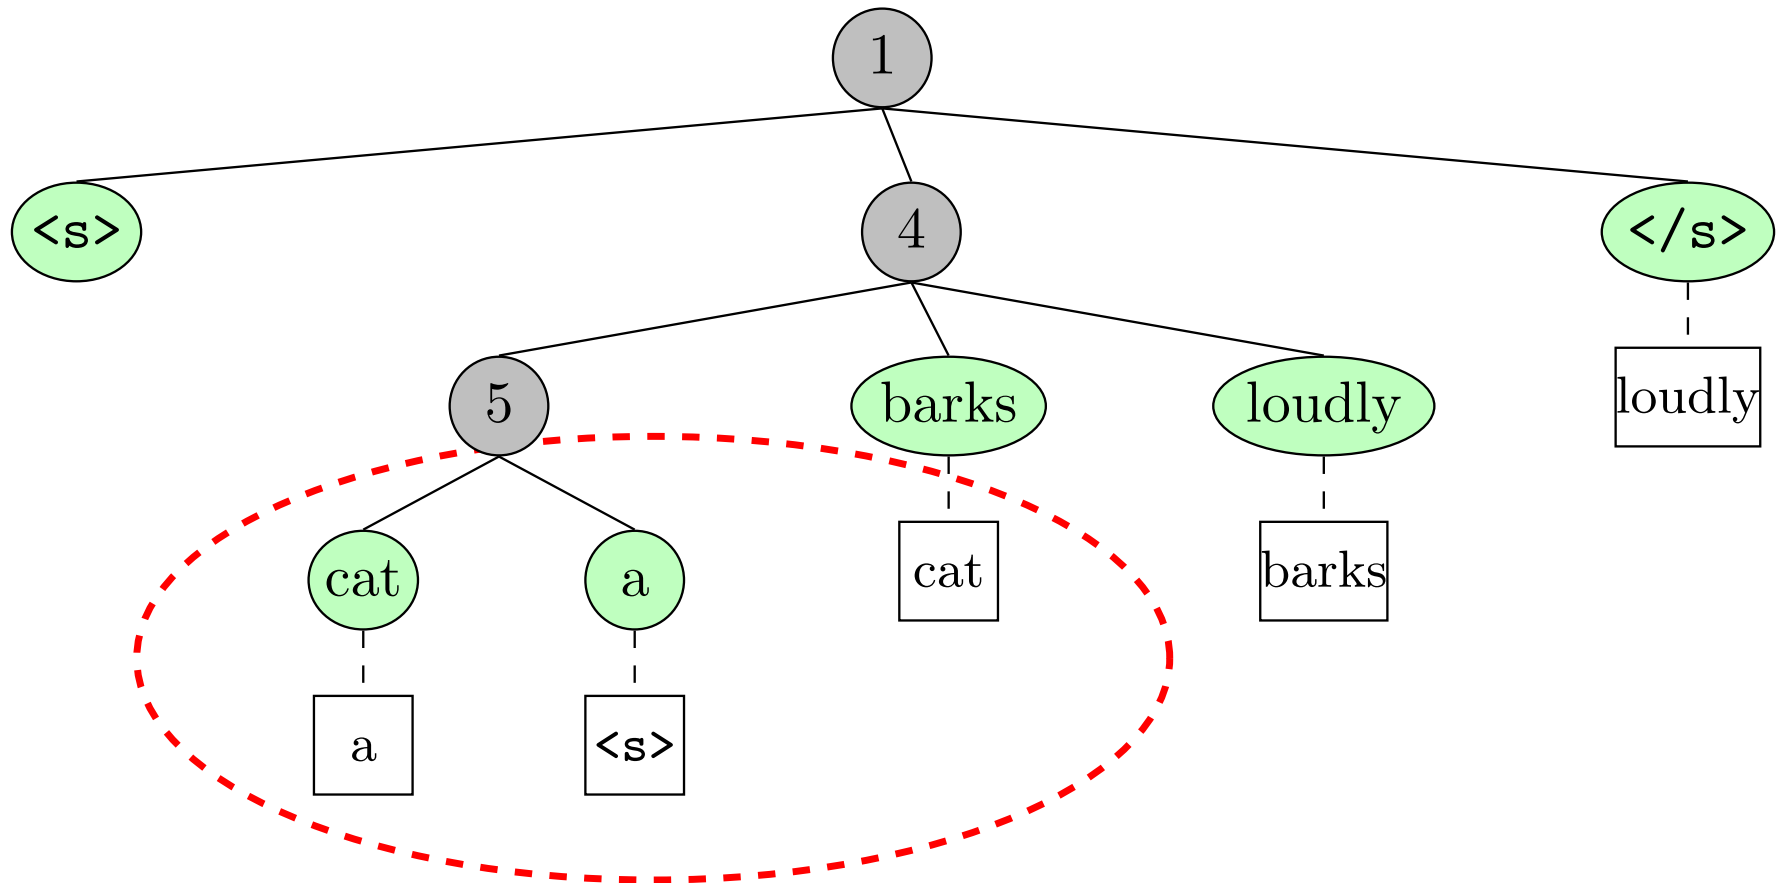 1
<s> 4 </s>
5 barks loudly loudly
cat a cat barks
a <s>